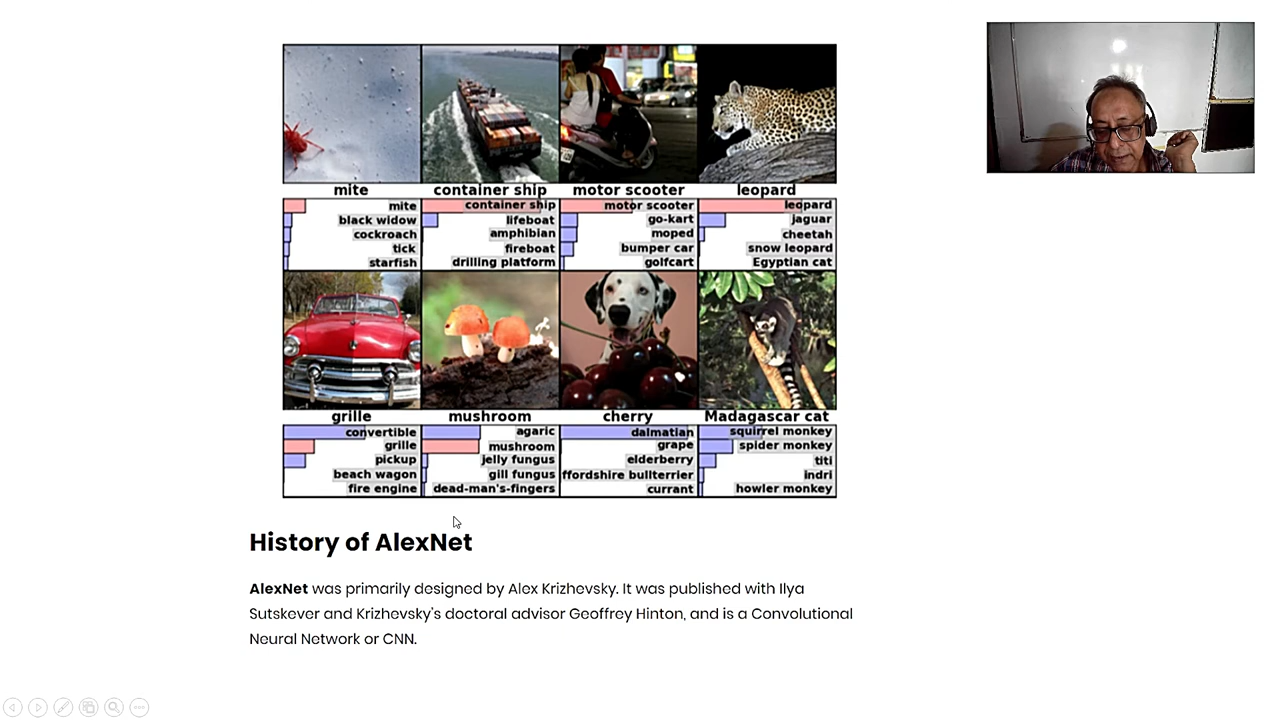 mite container ship motor scooter leopard
mite container ship motor scooter leopard
black widow lifeboat go-kart jaguar
cockroach amphibian moped cheetah
tick fireboat bumper car snow leopard
starfish drilling platform golfcart Egyptian cat
grille mushroom cherry Madagascar cat
convertible agaric dalmatian squirrel monkey
grille mushroom grape spider monkey
pickup jelly fungus elderberry titi
beach wagon gill fungus ffordshire bullterrier indri
fire engine dead-man's-fingers currant howler monkey
History of AlexNet
AlexNet was primarily designed by Alex Krizhevsky. It was published with Ilya
Sutskever and Krizhevsky's doctoral advisor Geoffrey Hinton, and is a Convolutional
Neural Network or CNN.